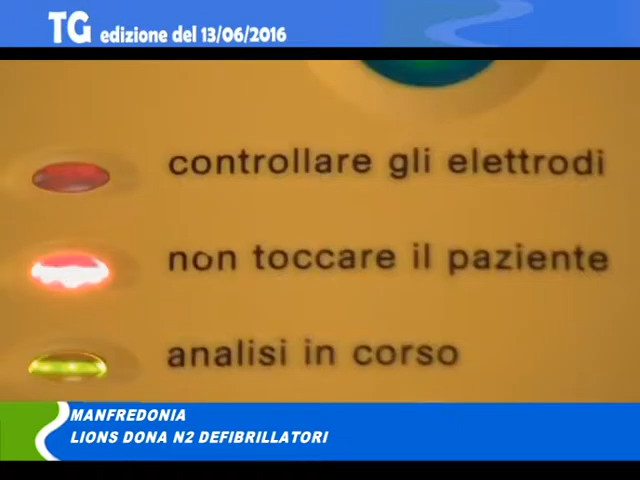 TG edizione del 13/06/2016
controllare gli elettrodi
non toccare il paziente
analisi in corso
MANFREDONIA
LIONS DONA N2 DEFIBRILLATORI